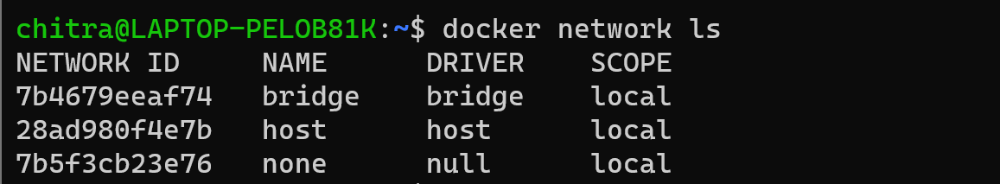 chitra@LAPTOP-PELOB81K:~$ docker network ls
NETWORK ID     NAME      DRIVER    SCOPE
7b4679eeaf74   bridge    bridge    local
28ad980f4e7b   host      host      local
7b5f3cb23e76   none      null      local